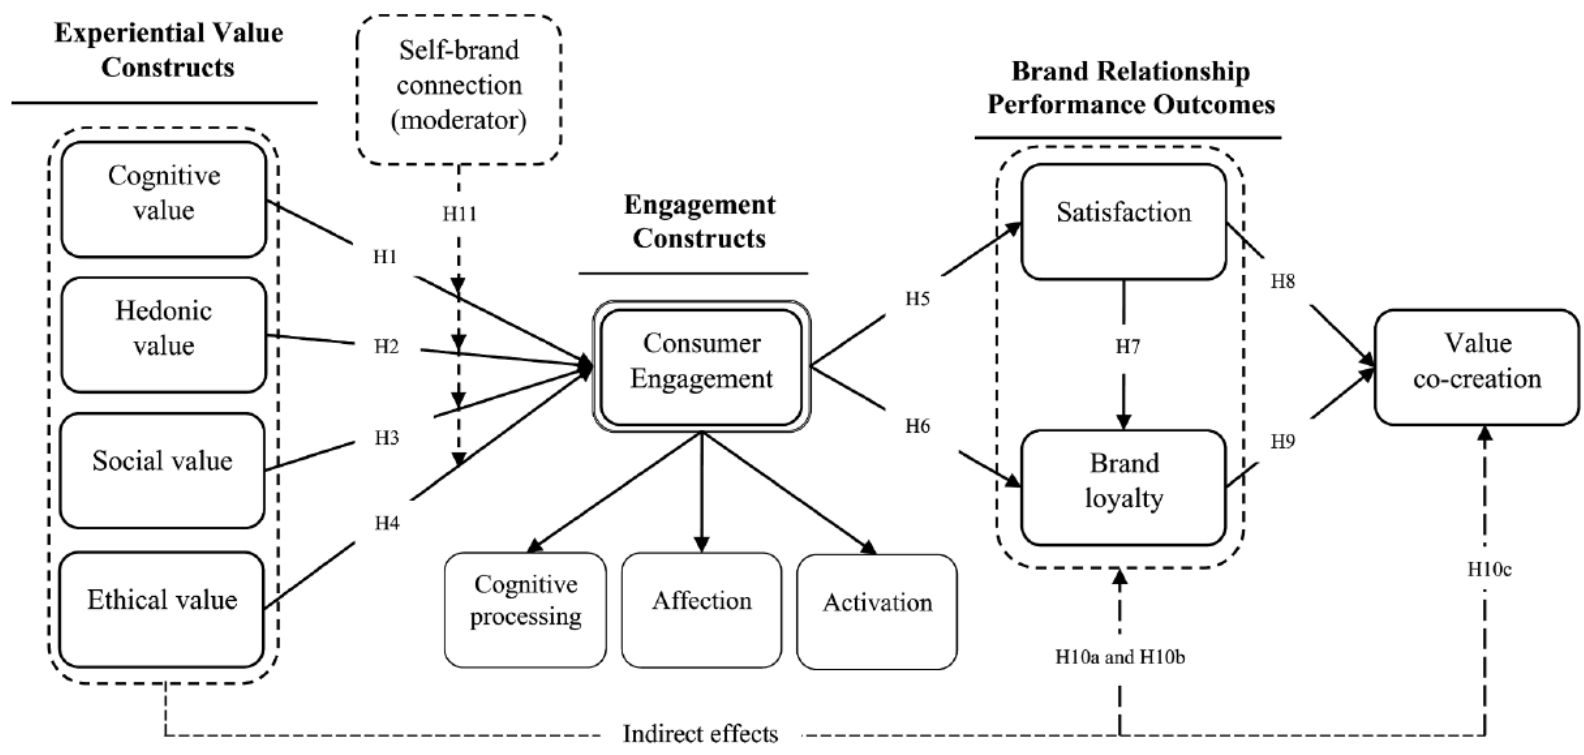 Experiential Value
Constructs
Cognitive
value
Hedonic
value
Social value
Ethical value
Self-brand
connection
(moderator)
H11
H1
H2
H3
H4
Engagement
Constructs
Consumer
Engagement
Cognitive
processing
Affection
Activation
H5
H6
Brand Relationship
Performance Outcomes
Satisfaction
H7
Brand
loyalty
H8
H9
Value
co-creation
H10a and H10b
H10c
Indirect effects